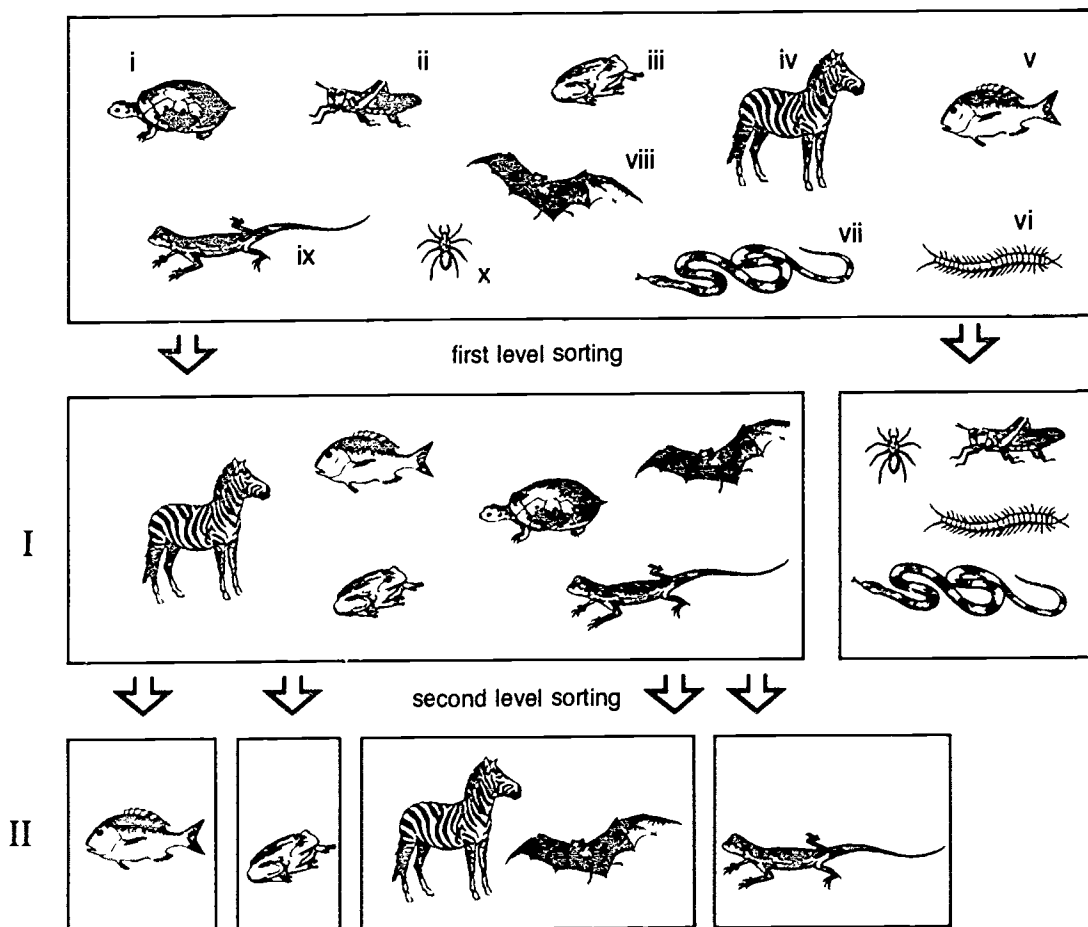 i ii iii iv v
viii
ix x vii vi
first level sorting
I
second level sorting
II